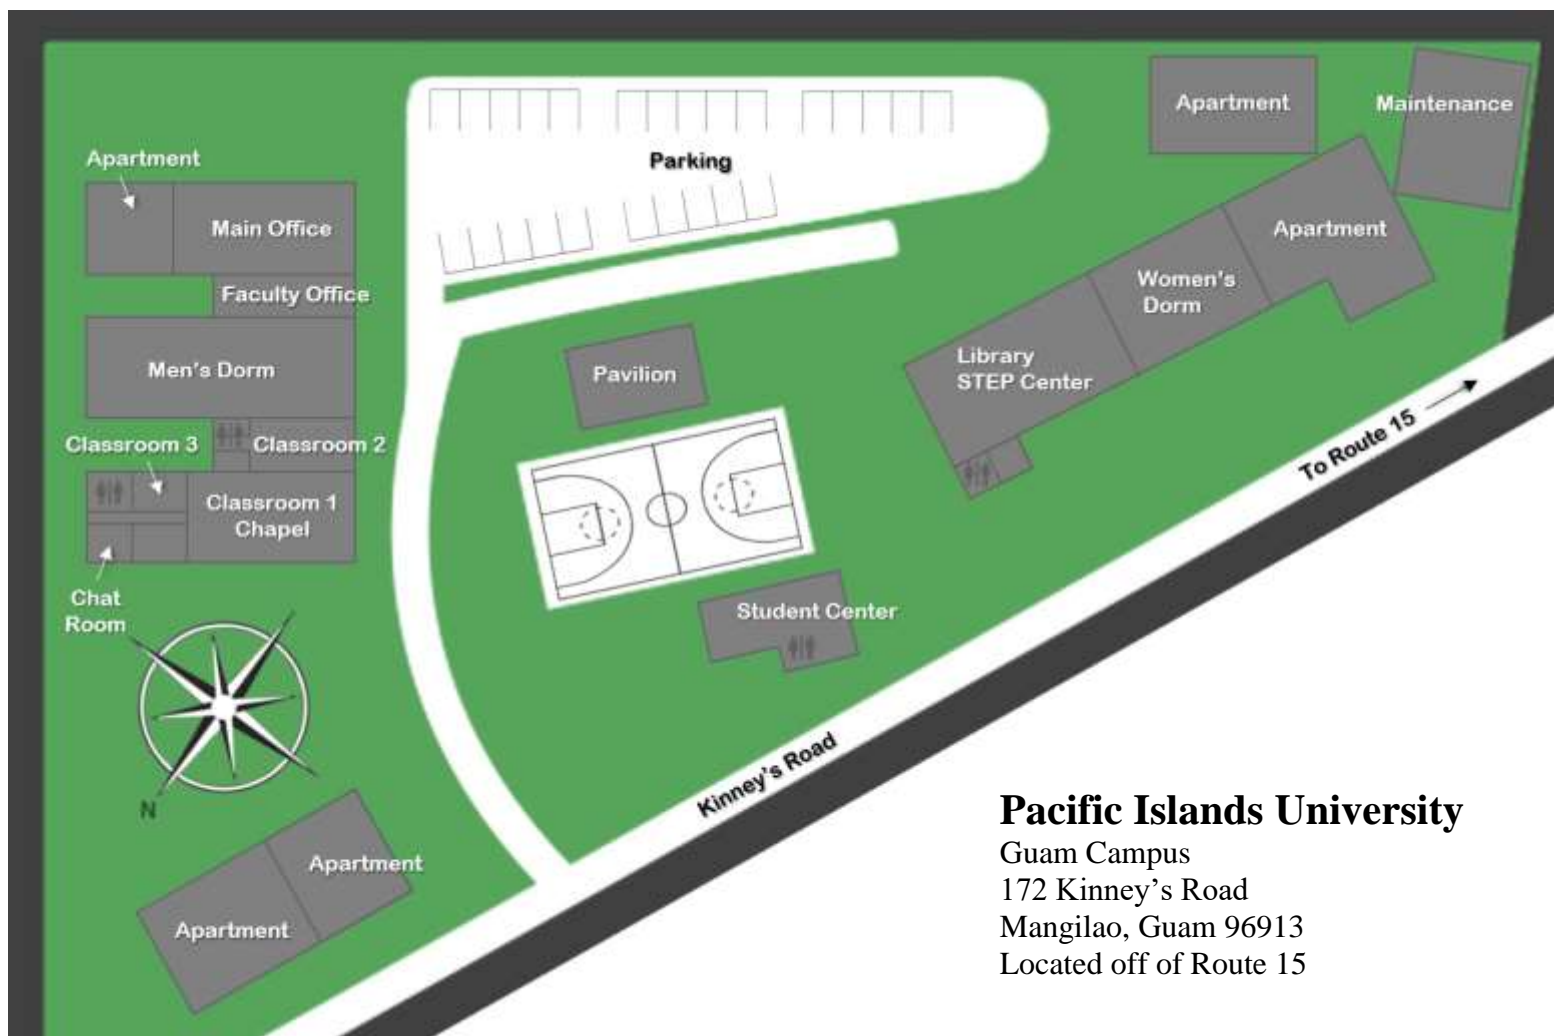 Apartment
Maintenance
Parking
Apartment
Main Office
Apartment
Women's
Dorm
Faculty Office
Library
STEP Center
Men's Dorm
Pavilion
To Route 15
Classroom 3
Classroom 2
Classroom 1
Chapel
Chat
Room
Student Center
N
Kinney's Road
Apartment
Apartment
Pacific Islands University
Guam Campus
172 Kinney’s Road
Mangilao, Guam 96913
Located off of Route 15